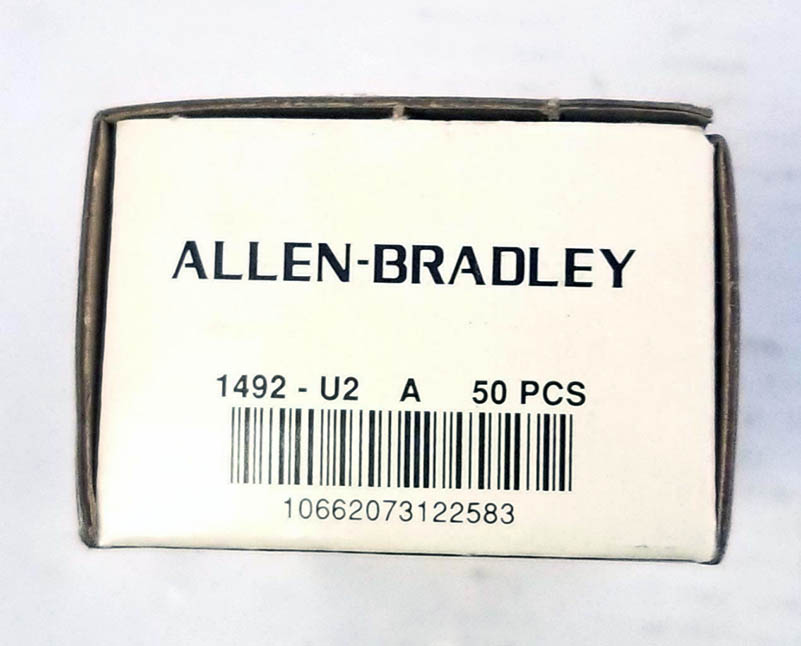 ALLEN-BRADLEY
1492 - U2 A 50 PCS
10662073122583